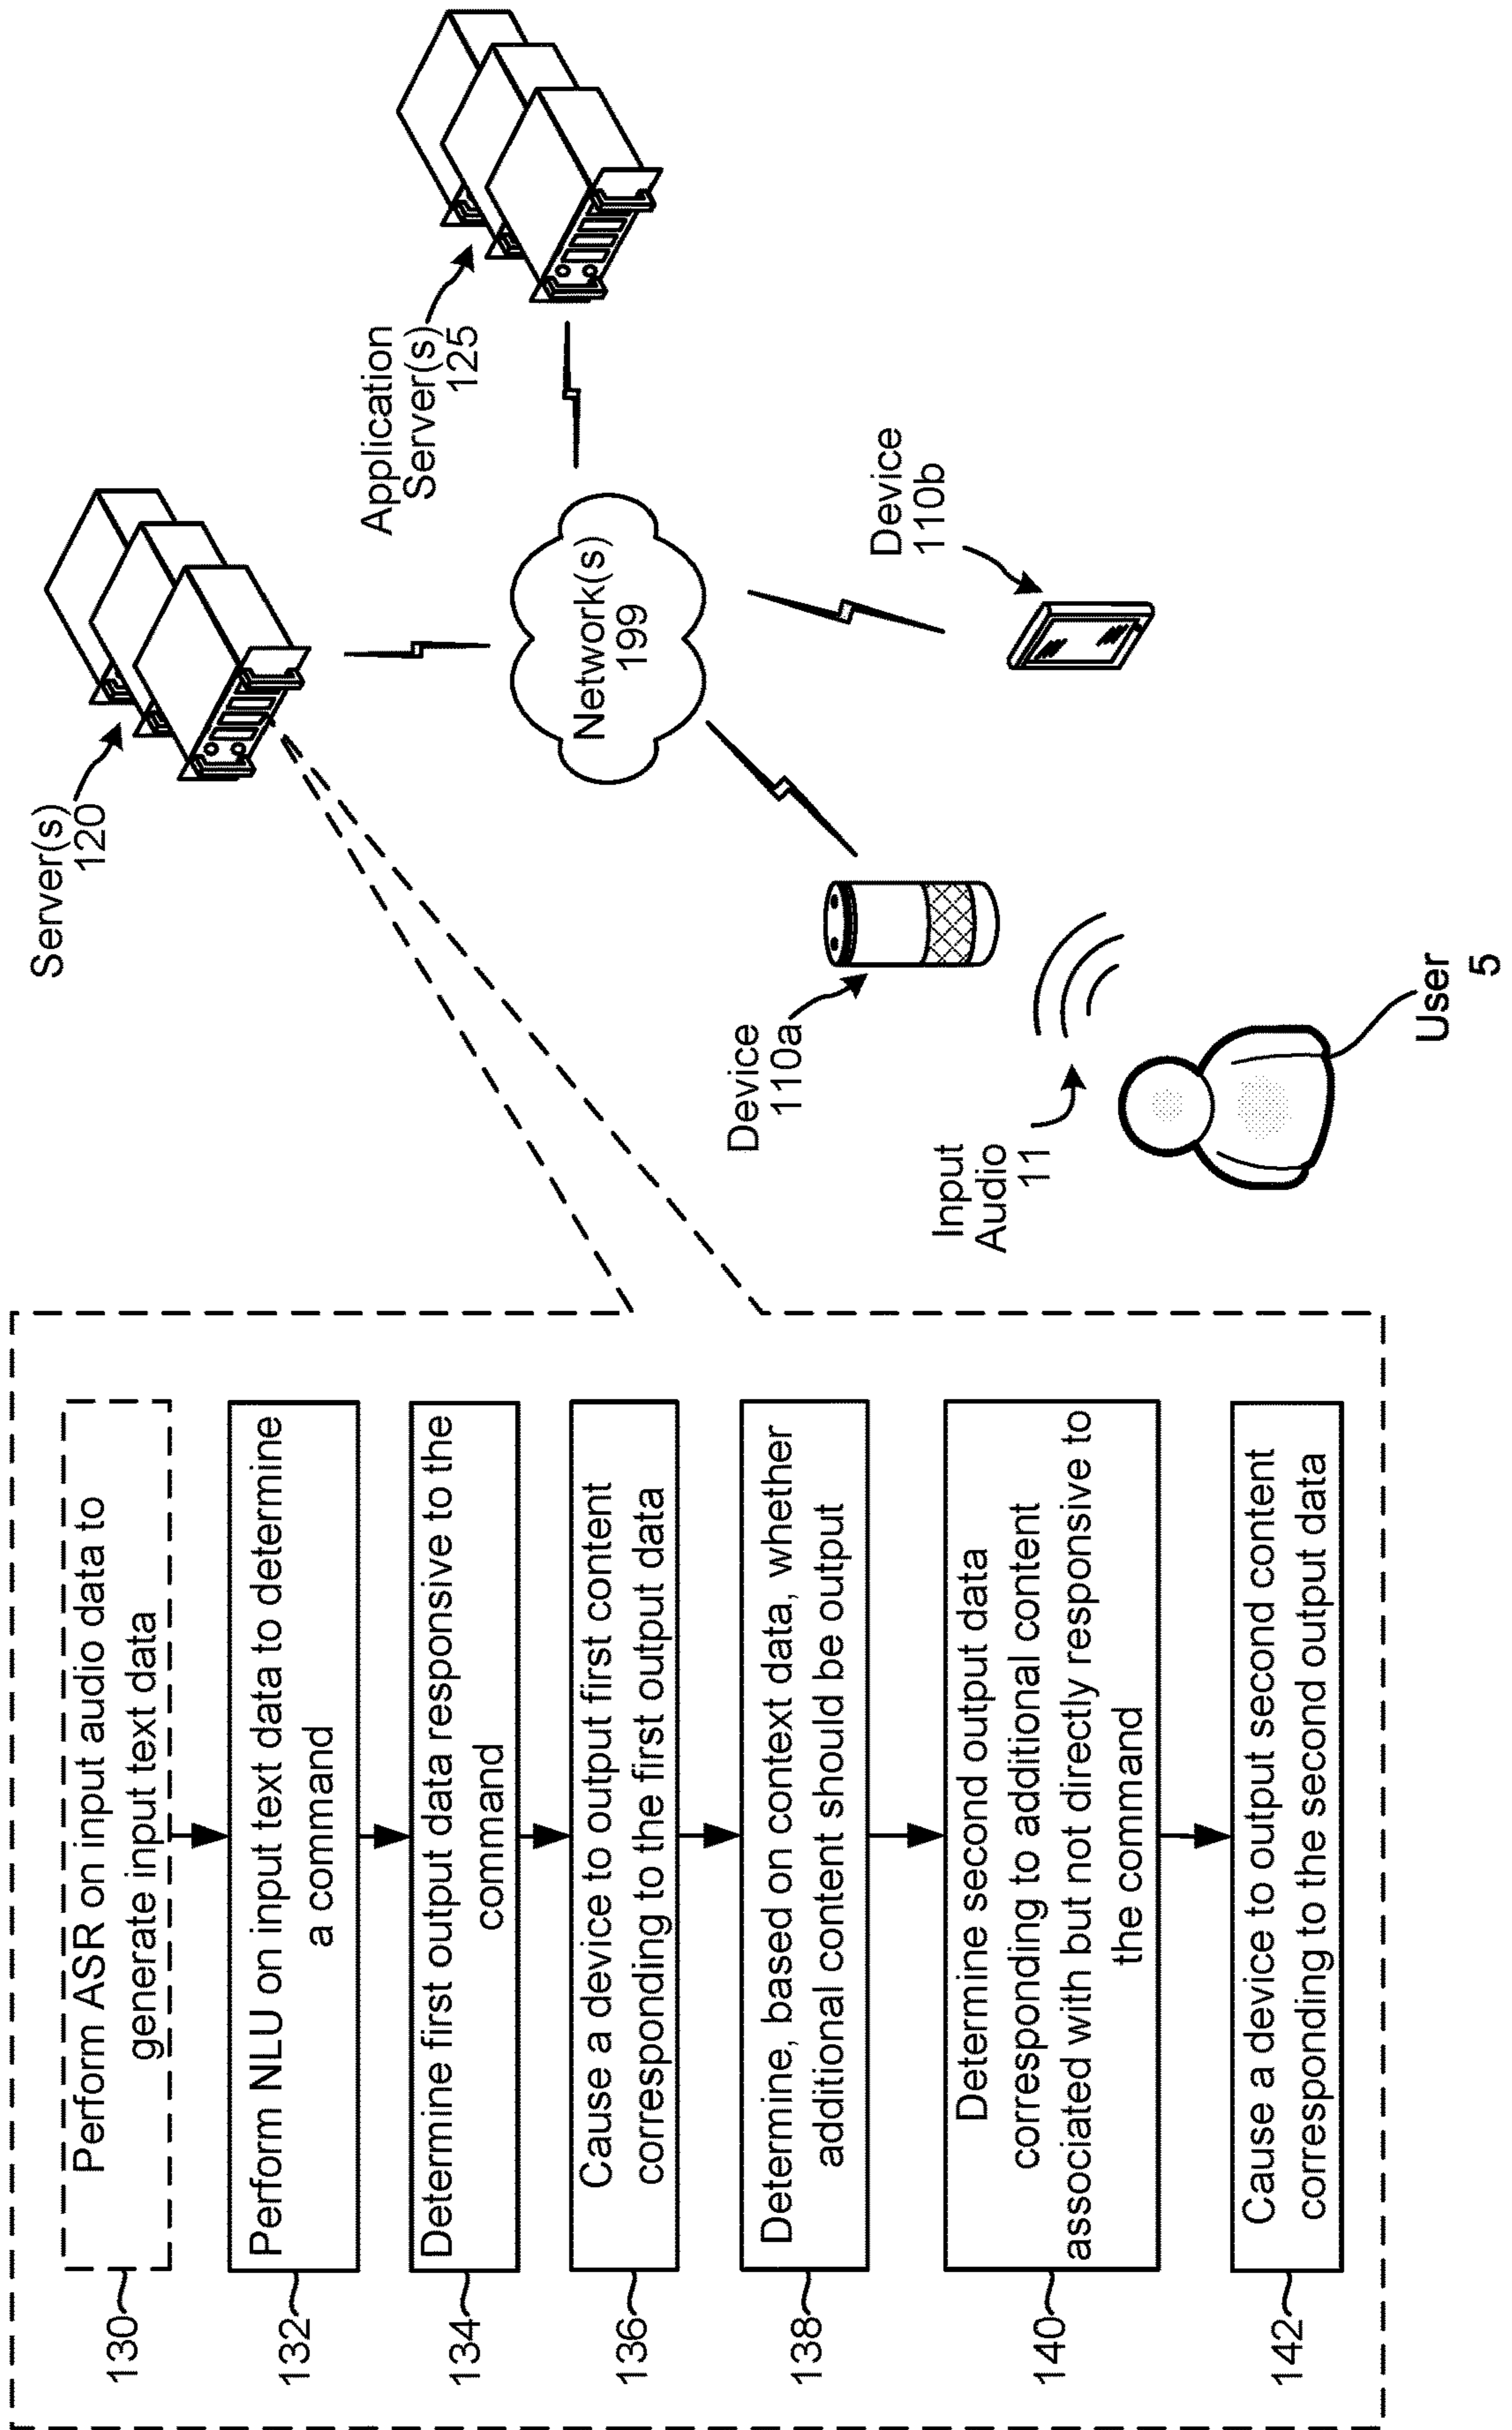 130
Perform ASR on input audio data to
generate input text data
132
Perform NLU on input text data to determine
a command
134
Determine first output data responsive to the
command
136
Cause a device to output first content
corresponding to the first output data
138
Determine, based on context data, whether
additional content should be output
140
Determine second output data
corresponding to additional content
associated with but not directly responsive to
the command
142
Cause a device to output second content
corresponding to the second output data
Server(s)
120
Application
Server(s)
125
Network(s)
199
Device
110a
Device
110b
Input
Audio
11
User
5